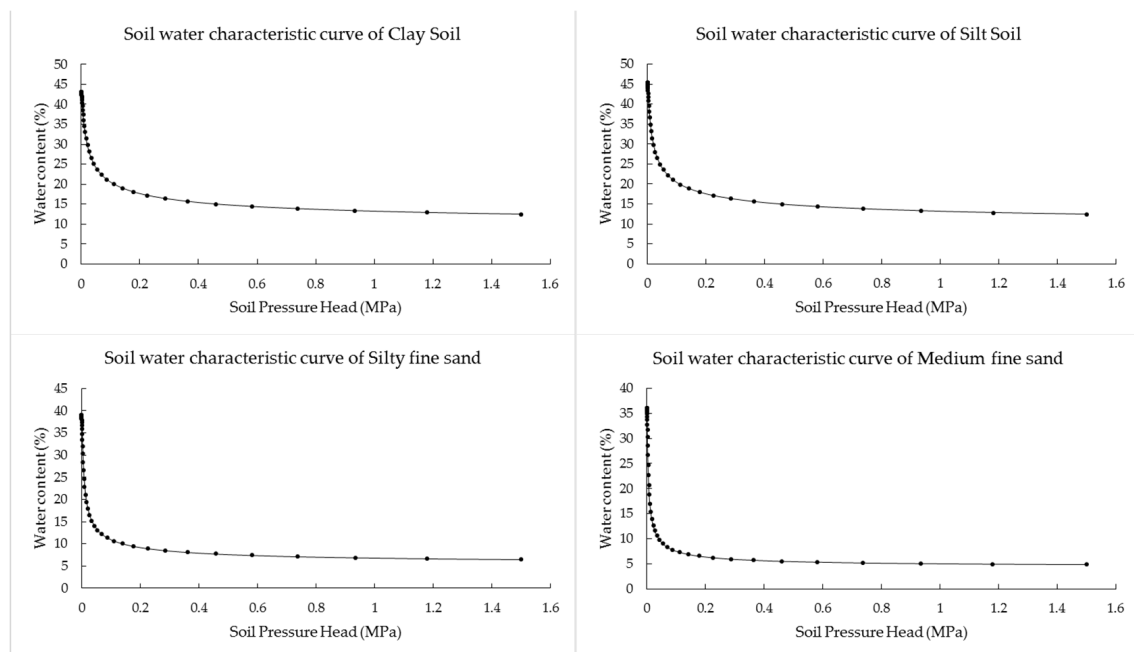 Soil water characteristic curve of Clay Soil
Water content (%)
50
45
40
35
30
25
20
15
10
5
0
0 0.2 0.4 0.6 0.8 1 1.2 1.4 1.6
Soil Pressure Head (MPa)
Soil water characteristic curve of Silt Soil
Water content (%)
50
45
40
35
30
25
20
15
10
5
0
0 0.2 0.4 0.6 0.8 1 1.2 1.4 1.6
Soil Pressure Head (MPa)
Soil water characteristic curve of Silty fine sand
Water content (%)
45
40
35
30
25
20
15
10
5
0
0 0.2 0.4 0.6 0.8 1 1.2 1.4 1.6
Soil Pressure Head (MPa)
Soil water characteristic curve of Medium fine sand
Water content (%)
40
35
30
25
20
15
10
5
0
0 0.2 0.4 0.6 0.8 1 1.2 1.4 1.6
Soil Pressure Head (MPa)